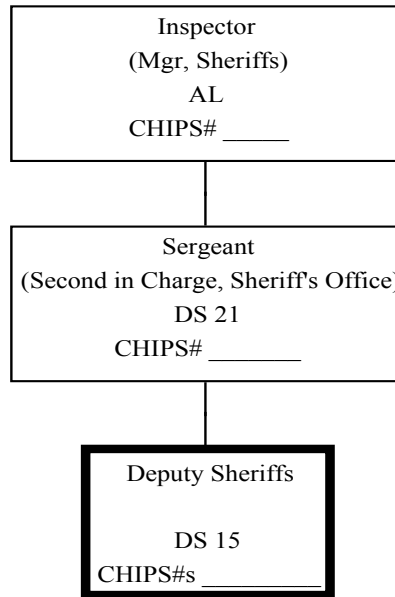 Inspector
(Mgr, Sheriffs)
AL
CHIPS# _____
Sergeant
(Second in Charge, Sheriff's Office)
DS 21
CHIPS# _______
Deputy Sheriffs
DS 15
CHIPS#s _________